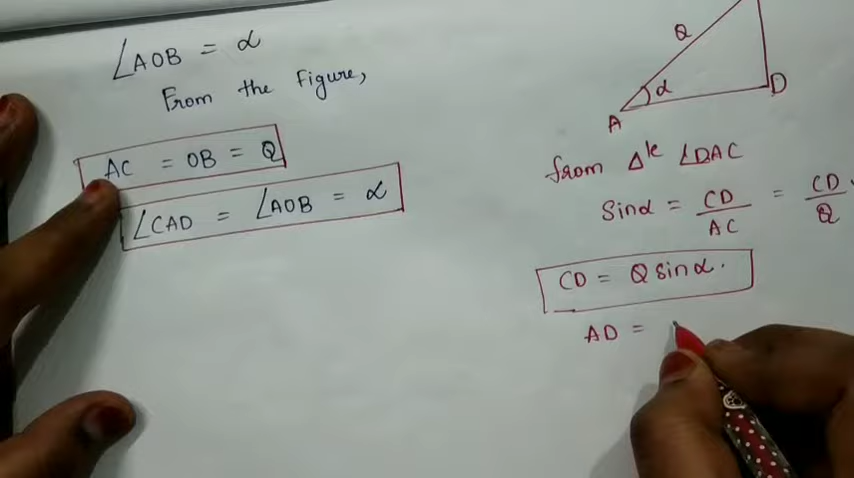 ∠AOB = α
From the Figure,
AC = OB = Q
∠CAD = ∠AOB = α
Q
α
D
A
from Δle ∠DAC
Sinα = CD/AC = CD/Q
CD = Q sinα.
AD =